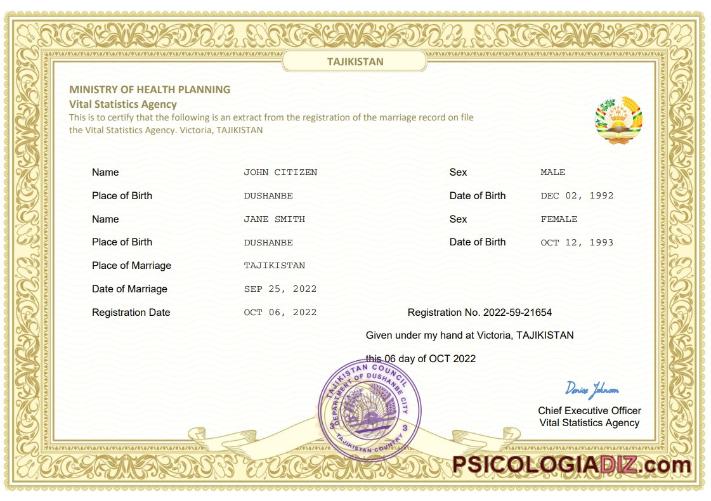 TAJIKISTAN
MINISTRY OF HEALTH PLANNING
Vital Statistics Agency
This is to certify that the following is an extract from the registration of the marriage record on file
the Vital Statistics Agency. Victoria, TAJIKISTAN
Name JOHN CITIZEN Sex MALE
Place of Birth DUSHANBE Date of Birth DEC 02, 1992
Name JANE SMITH Sex FEMALE
Place of Birth DUSHANBE Date of Birth OCT 12, 1993
Place of Marriage TAJIKISTAN
Date of Marriage SEP 25, 2022
Registration Date OCT 06, 2022 Registration No. 2022-59-21654
Given under my hand at Victoria, TAJIKISTAN
this 06 day of OCT 2022
TAJIKISTAN COUNCIL
DEPARTMENT OF DUSHANBE CITY
3 3
TAJIKISTAN COUNTRY
Denise Johnson
Chief Executive Officer
Vital Statistics Agency
PSICOLOGIADIZ.com